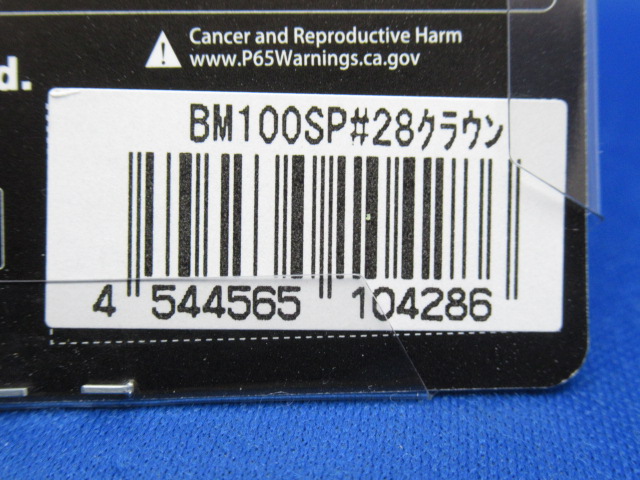 Cancer and Reproductive Harm
www.P65Warnings.ca.gov
d.
BM100SP#28クラウン
4 544565 104286